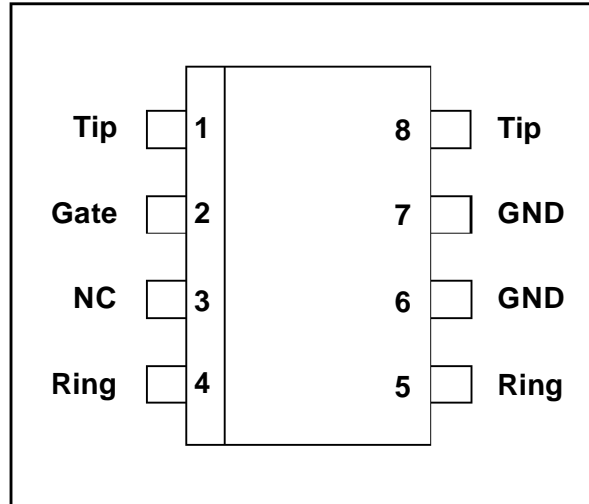 Tip 1 8 Tip
Gate 2 7 GND
NC 3 6 GND
Ring 4 5 Ring